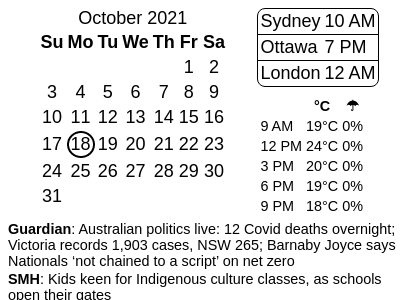 October 2021
Su Mo Tu We Th Fr Sa
1 2
3 4 5 6 7 8 9
10 11 12 13 14 15 16
17 18 19 20 21 22 23
24 25 26 27 28 29 30
31
Sydney 10 AM
Ottawa 7 PM
London 12 AM
°C ☂
9 AM 19°C 0%
12 PM 24°C 0%
3 PM 20°C 0%
6 PM 19°C 0%
9 PM 18°C 0%
Guardian: Australian politics live: 12 Covid deaths overnight;
Victoria records 1,903 cases, NSW 265; Barnaby Joyce says
Nationals ‘not chained to a script’ on net zero
SMH: Kids keen for Indigenous culture classes, as schools
open their gates